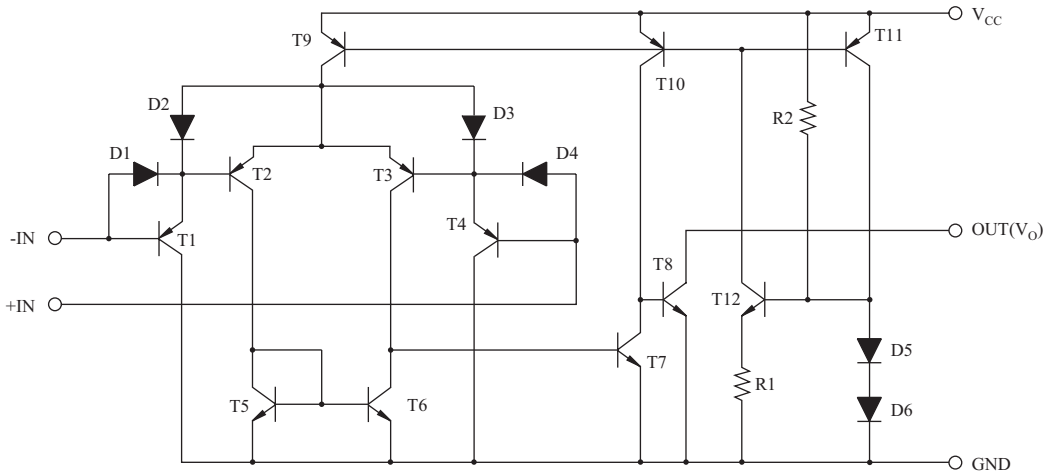 V_CC
T9
T11
T10
D2
D3
R2
D1
D4
T2
T3
T4
-IN
T1
OUT(V_O)
T8
T12
+IN
T7
D5
R1
T5
T6
D6
GND